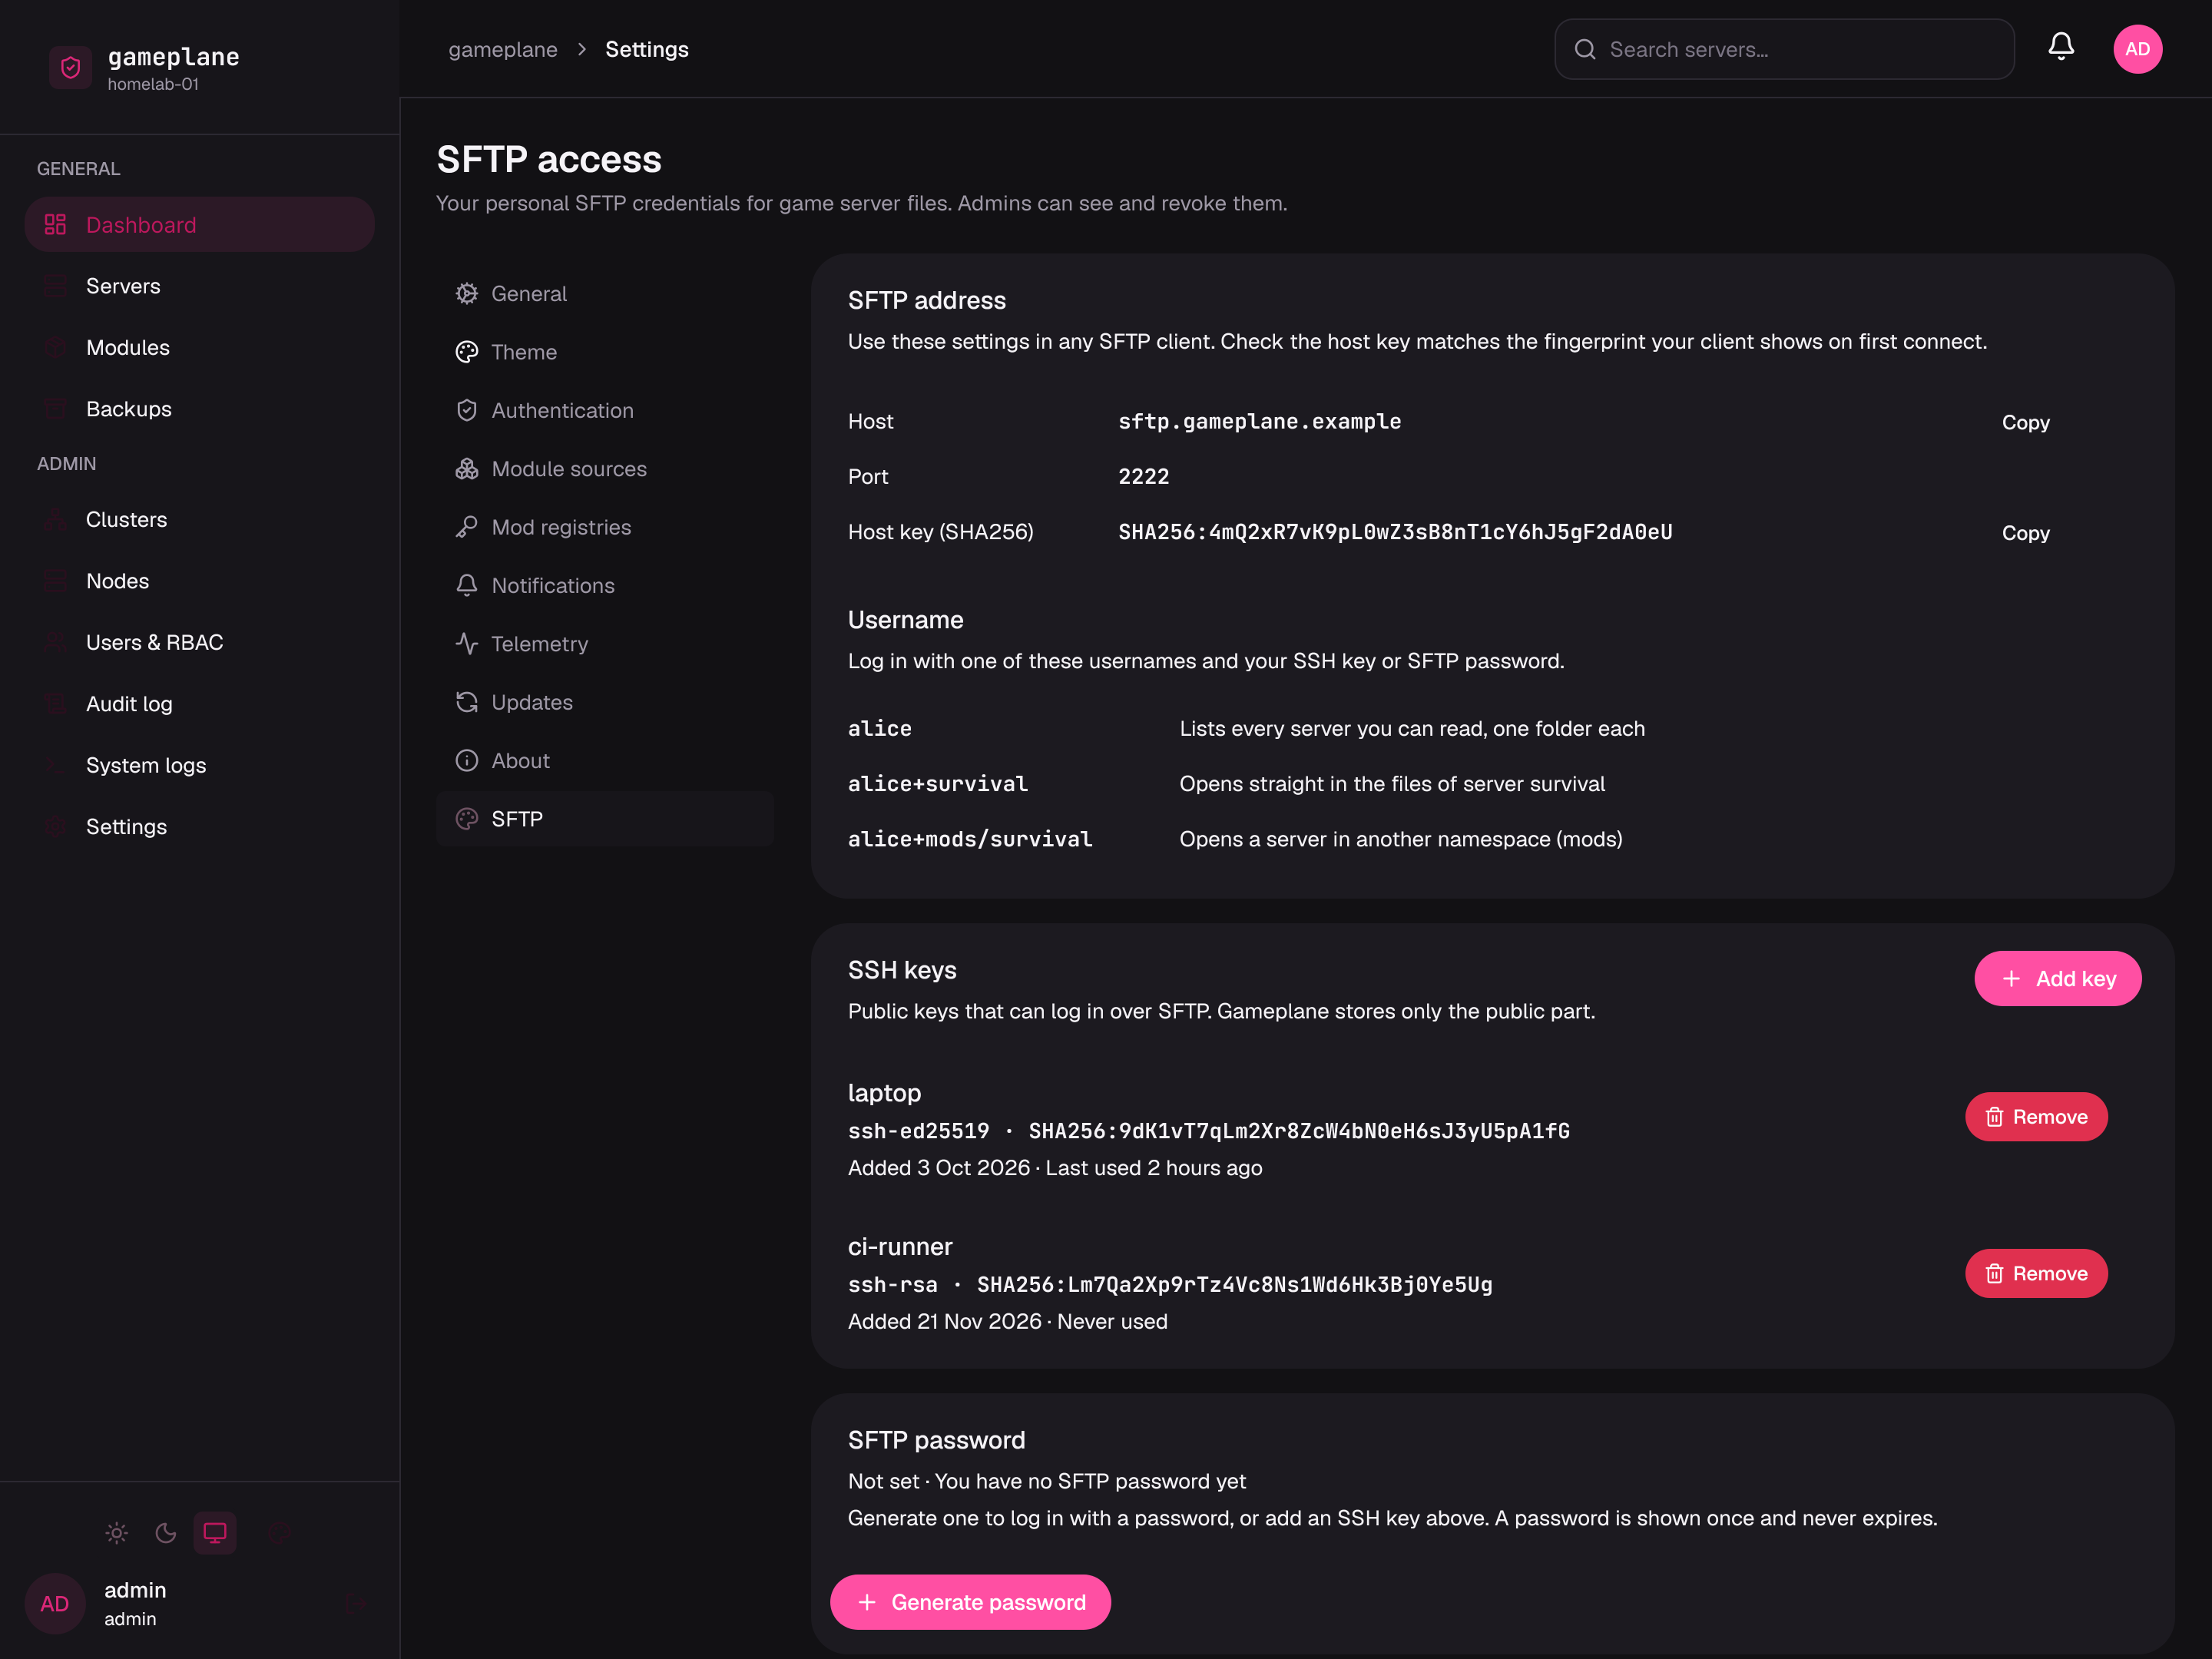 gameplane
homelab-01
GENERAL
Dashboard
Servers
Modules
Backups
ADMIN
Clusters
Nodes
Users & RBAC
Audit log
System logs
Settings
AD
admin
admin
gameplane > Settings
Search servers...
AD
SFTP access
Your personal SFTP credentials for game server files. Admins can see and revoke them.
General
Theme
Authentication
Module sources
Mod registries
Notifications
Telemetry
Updates
About
SFTP
SFTP address
Use these settings in any SFTP client. Check the host key matches the fingerprint your client shows on first connect.
Host sftp.gameplane.example Copy
Port 2222
Host key (SHA256) SHA256:4mQ2xR7vK9pL0wZ3sB8nT1cY6hJ5gF2dA0eU Copy
Username
Log in with one of these usernames and your SSH key or SFTP password.
alice Lists every server you can read, one folder each
alice+survival Opens straight in the files of server survival
alice+mods/survival Opens a server in another namespace (mods)
SSH keys
Add key
Public keys that can log in over SFTP. Gameplane stores only the public part.
laptop
ssh-ed25519 · SHA256:9dK1vT7qLm2Xr8ZcW4bN0eH6sJ3yU5pA1fG
Added 3 Oct 2026 · Last used 2 hours ago
Remove
ci-runner
ssh-rsa · SHA256:Lm7Qa2Xp9rTz4Vc8Ns1Wd6Hk3Bj0Ye5Ug
Added 21 Nov 2026 · Never used
Remove
SFTP password
Not set · You have no SFTP password yet
Generate one to log in with a password, or add an SSH key above. A password is shown once and never expires.
Generate password